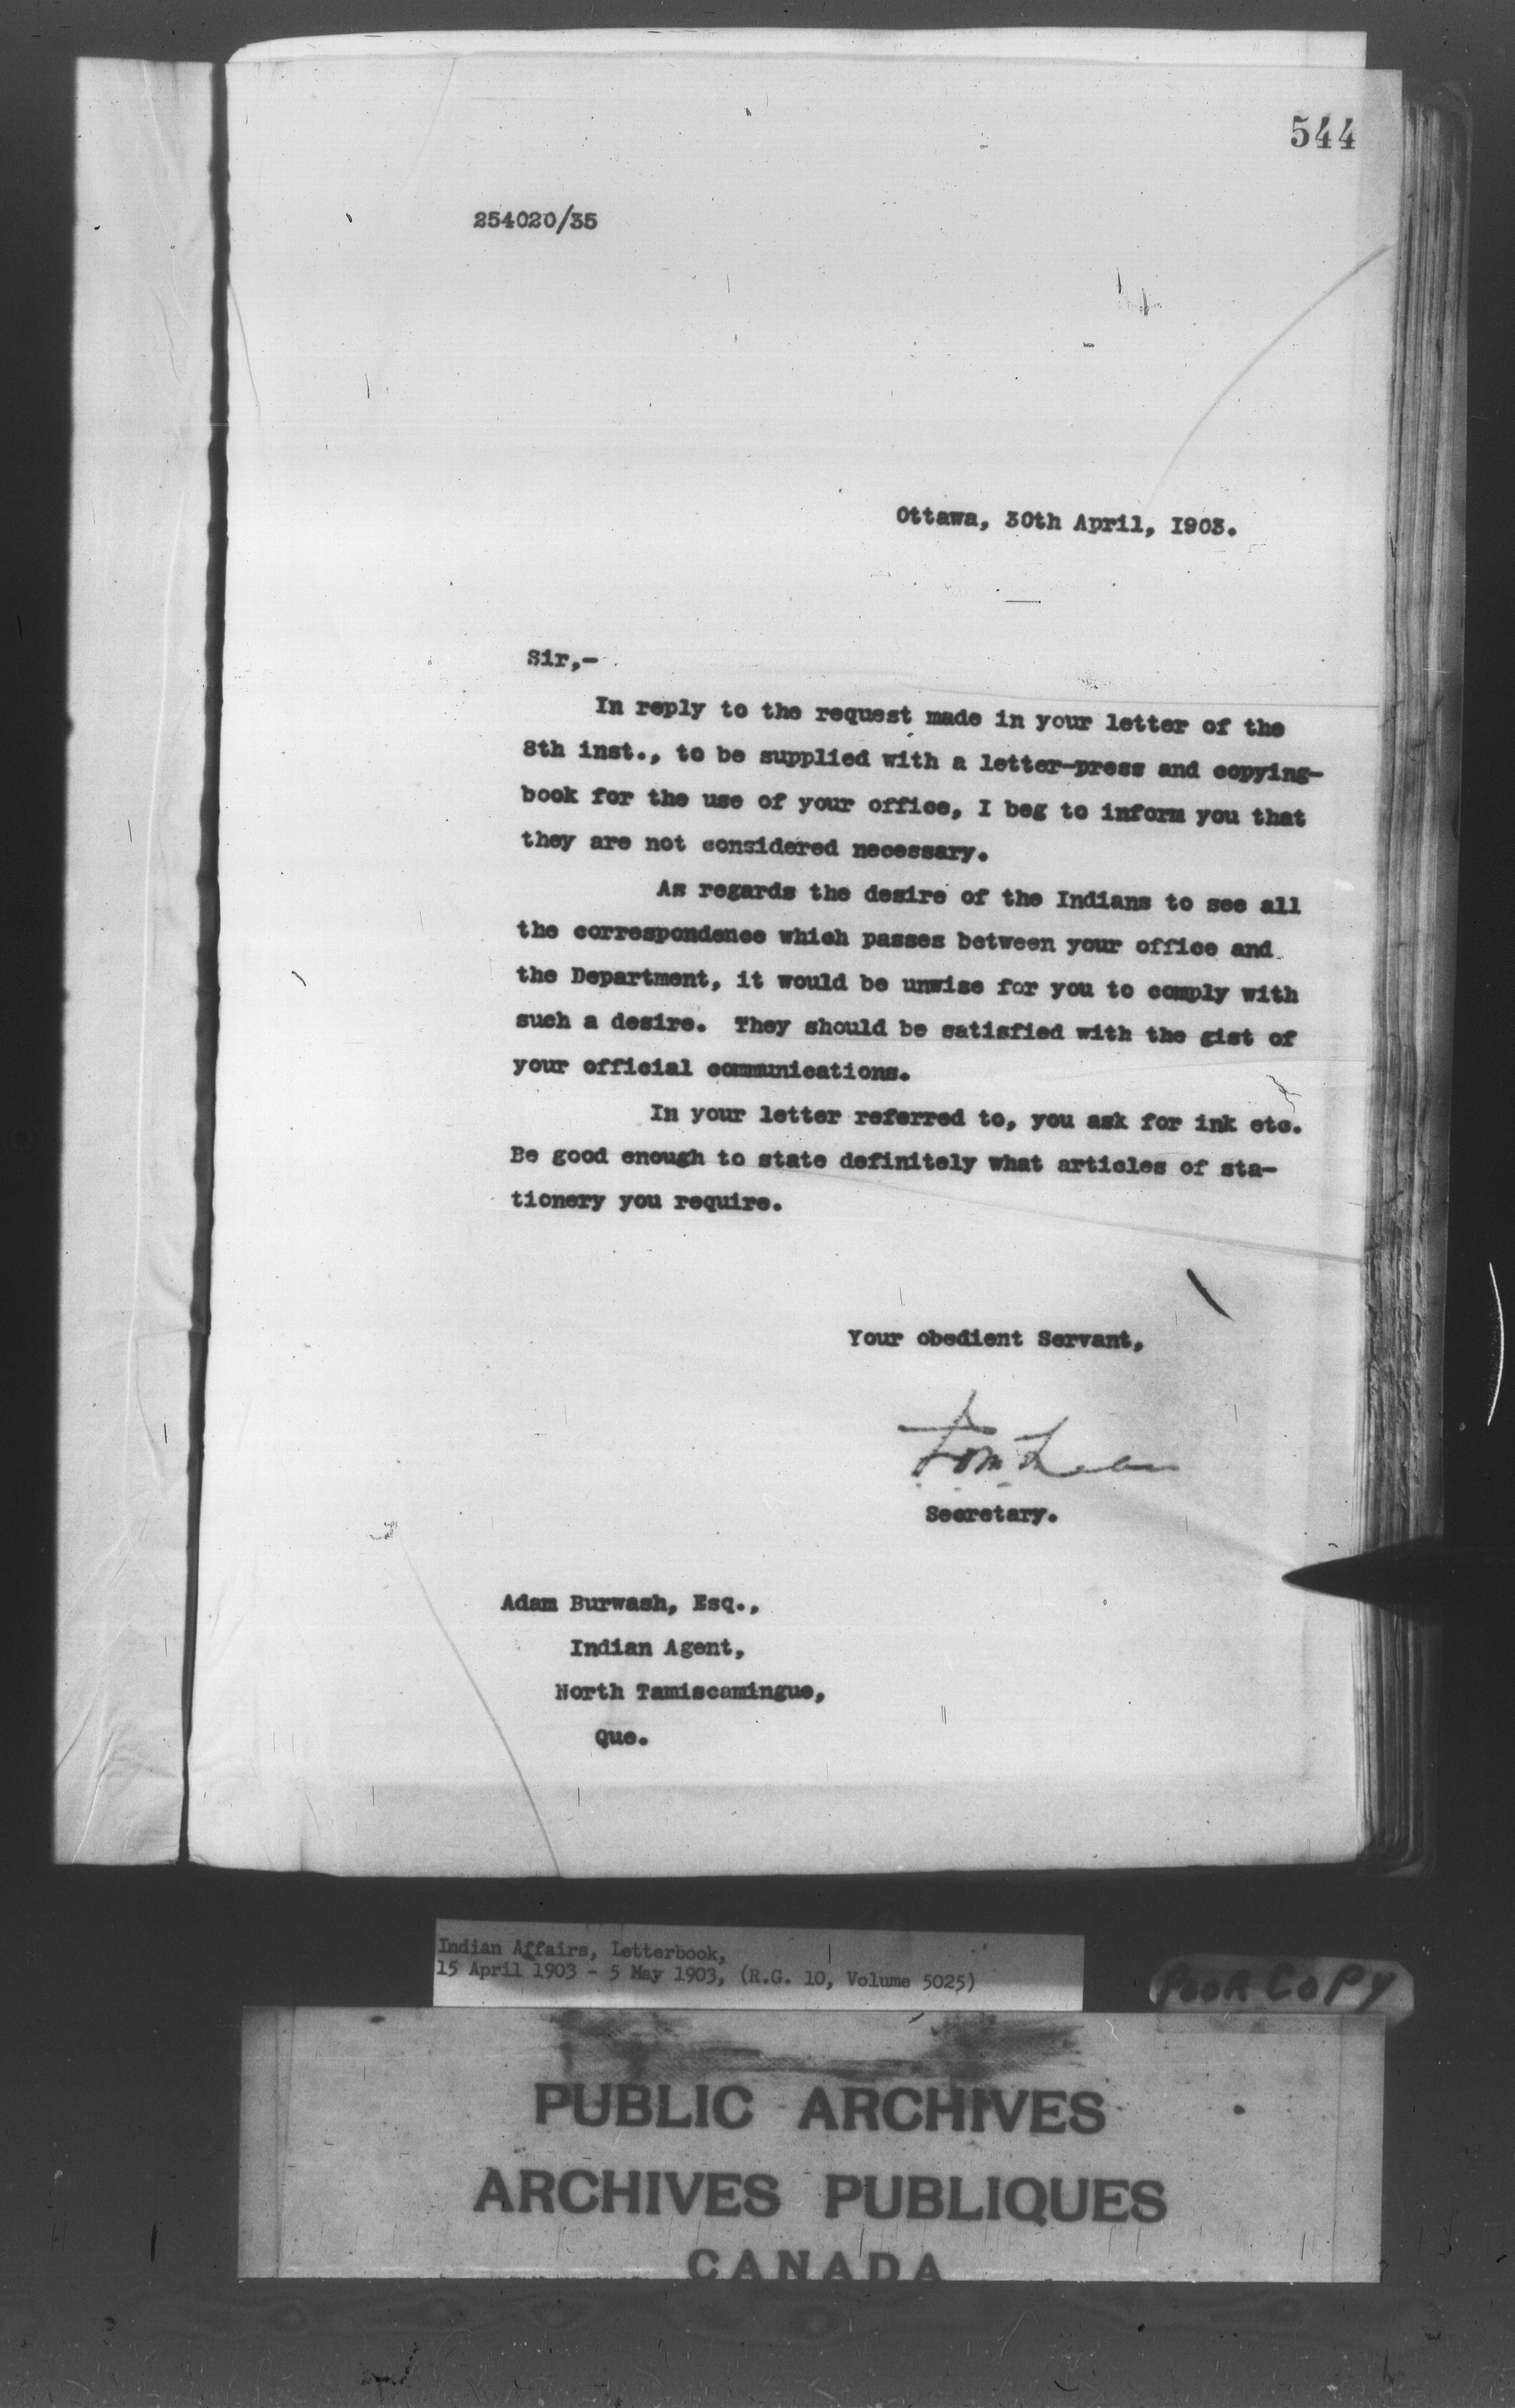 544
254020/35
Ottawa, 30th April, I903.
Sir,-
In reply to the request made in your letter of the
8th inst., to be supplied with a letter-press and copying-
book for the use of your office, I beg to inform you that
they are not considered necessary.
As regards the desire of the Indians to see all
the correspondence which passes between your office and
the Department, it would be unwise for you to comply with
such a desire. They should be satisfied with the gist of
your official communications.
In your letter referred to, you ask for ink etc.
Be good enough to state definitely what articles of sta-
tionery you require.
Your obedient Servant,
Secretary.
Adam Burwash, Esq.,
Indian Agent,
North Tamiscamingue,
Que.
Indian Affairs, Letterbook,
15 April 1903 - 5 May 1903, (R.G. 10, Volume 5025)
POOR COPY
PUBLIC ARCHIVES
ARCHIVES PUBLIQUES
CANADA